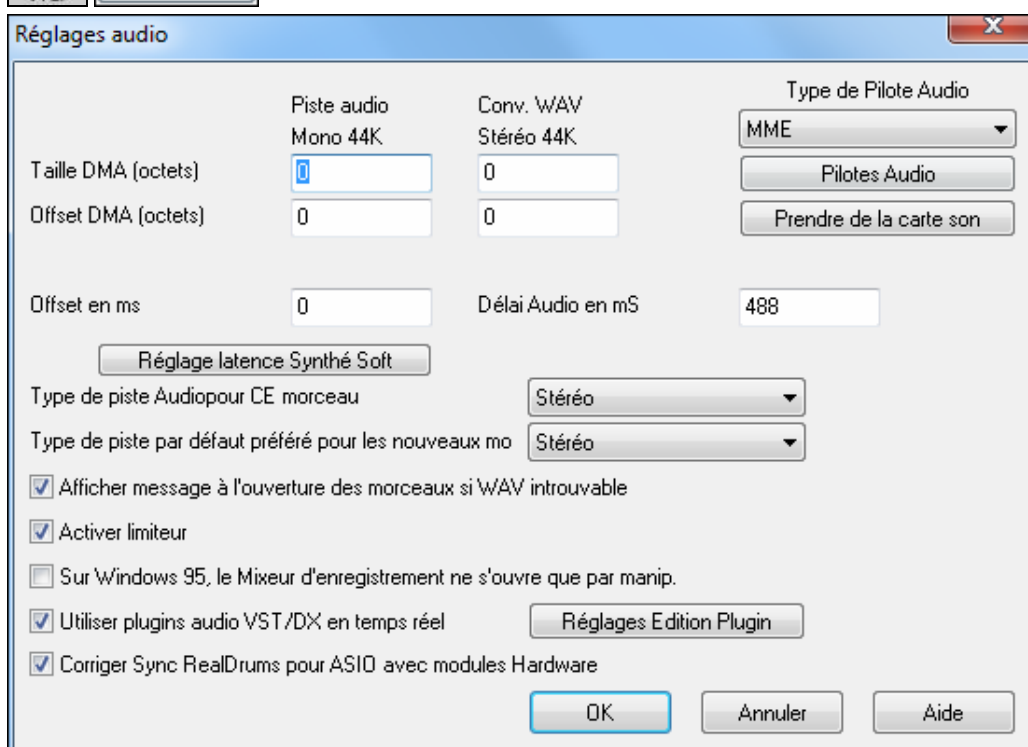 Réglages audio
Type de Pilote Audio
Piste audio Conv. WAV
Mono 44K Stéréo 44K
MME
Taille DMA (octets) 0 0 Pilotes Audio
Offset DMA (octets) 0 0 Prendre de la carte son
Offset en ms 0 Délai Audio en mS 488
Réglage latence Synthé Soft
Type de piste Audiopour CE morceau Stéréo
Type de piste par défaut préféré pour les nouveaux mo Stéréo
Afficher message à l'ouverture des morceaux si WAV introuvable
Activer limiteur
Sur Windows 95, le Mixeur d'enregistrement ne s'ouvre que par manip.
Utiliser plugins audio VST/DX en temps réel Réglages Edition Plugin
Corriger Sync RealDrums pour ASIO avec modules Hardware
OK Annuler Aide